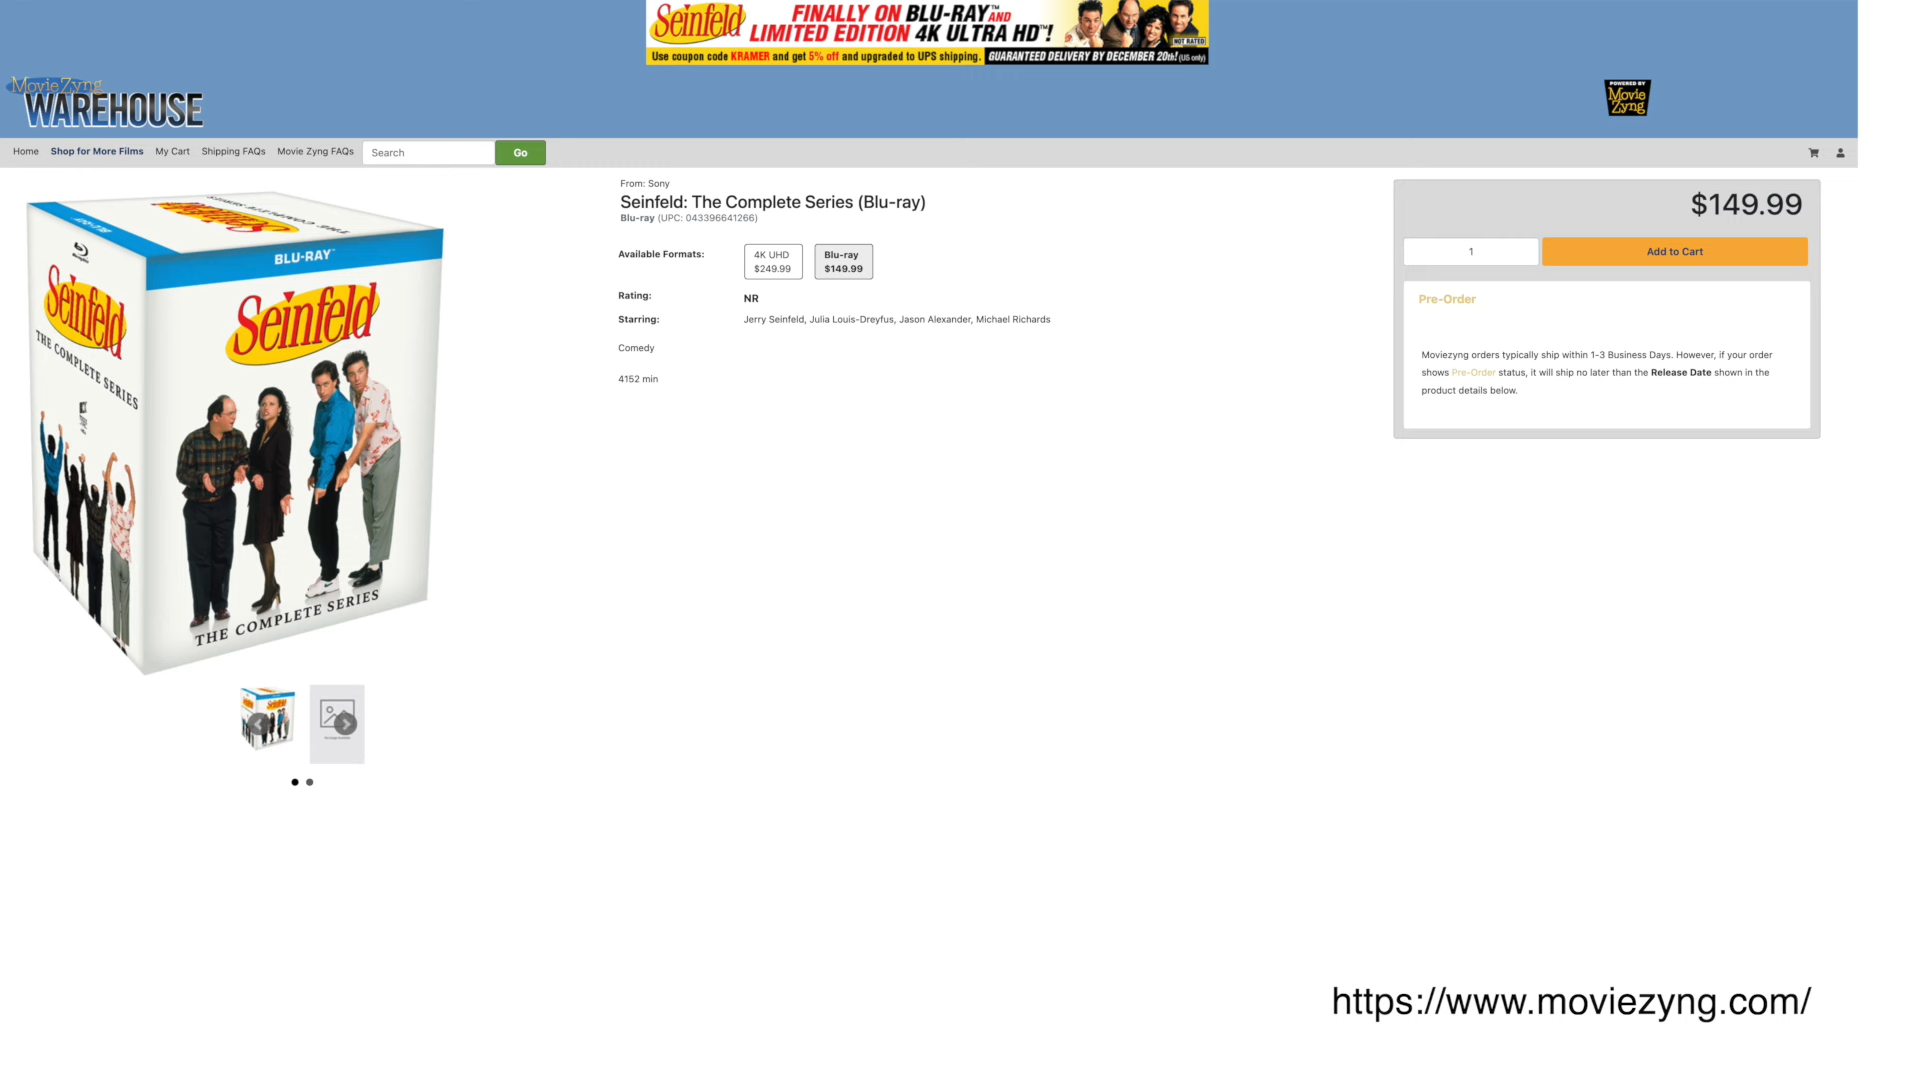 Seinfeld FINALLY ON BLU-RAY™ AND
LIMITED EDITION 4K ULTRA HD™!
NOT RATED
Use coupon code KRAMER and get 5% off and upgraded to UPS shipping. GUARANTEED DELIVERY BY DECEMBER 20th! (US only)
MovieZyng
WAREHOUSE
POWERED BY
Movie
Zyng
Home Shop for More Films My Cart Shipping FAQs Movie Zyng FAQs Search Go
From: Sony
Seinfeld: The Complete Series (Blu-ray)
Blu-ray (UPC: 043396641266)
Available Formats:
4K UHD
$249.99
Blu-ray
$149.99
Rating: NR
Starring: Jerry Seinfeld, Julia Louis-Dreyfus, Jason Alexander, Michael Richards
Comedy
4152 min
$149.99
1 Add to Cart
Pre-Order
Moviezyng orders typically ship within 1-3 Business Days. However, if your order
shows Pre-Order status, it will ship no later than the Release Date shown in the
product details below.
THE COMPLETE SERIES
Seinfeld
BLU-RAY
BLU-RAY™
Seinfeld
THE COMPLETE SERIES
Seinfeld
THE COMPLETE SERIES
https://www.moviezyng.com/